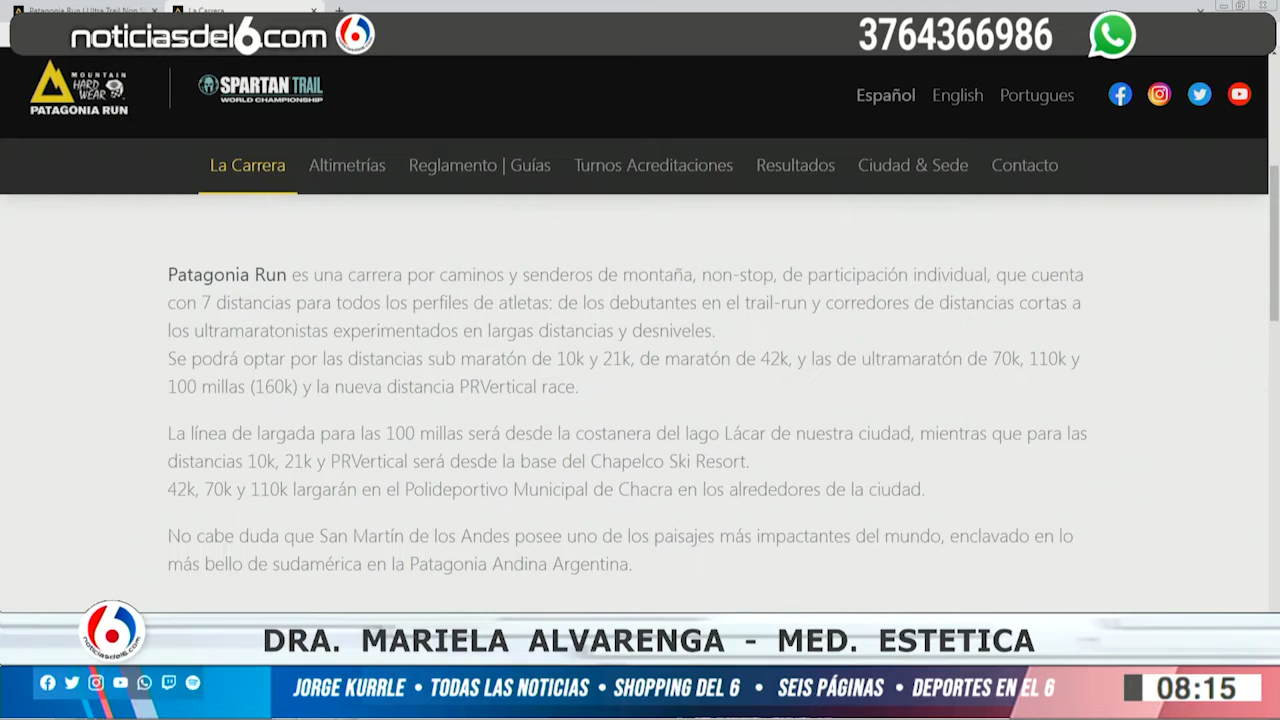 Patagonia Run | Ultra Trail Non S
La Carrera
noticiasdel6.com
3764366986
MOUNTAIN
HARD
WEAR
PATAGONIA RUN
SPARTAN TRAIL
WORLD CHAMPIONSHIP
Español English Portugues
La Carrera Altimetrías Reglamento | Guías Turnos Acreditaciones Resultados Ciudad & Sede Contacto
Patagonia Run es una carrera por caminos y senderos de montaña, non-stop, de participación individual, que cuenta
con 7 distancias para todos los perfiles de atletas: de los debutantes en el trail-run y corredores de distancias cortas a
los ultramaratonistas experimentados en largas distancias y desniveles.
Se podrá optar por las distancias sub maratón de 10k y 21k, de maratón de 42k, y las de ultramaratón de 70k, 110k y
100 millas (160k) y la nueva distancia PRVertical race.
La línea de largada para las 100 millas será desde la costanera del lago Lácar de nuestra ciudad, mientras que para las
distancias 10k, 21k y PRVertical será desde la base del Chapelco Ski Resort.
42k, 70k y 110k largarán en el Polideportivo Municipal de Chacra en los alrededores de la ciudad.
No cabe duda que San Martín de los Andes posee uno de los paisajes más impactantes del mundo, enclavado en lo
más bello de sudamérica en la Patagonia Andina Argentina.
noticiasdel6.com
DRA. MARIELA ALVARENGA - MED. ESTETICA
JORGE KURRLE • TODAS LAS NOTICIAS • SHOPPING DEL 6 • SEIS PÁGINAS • DEPORTES EN EL 6
08:15